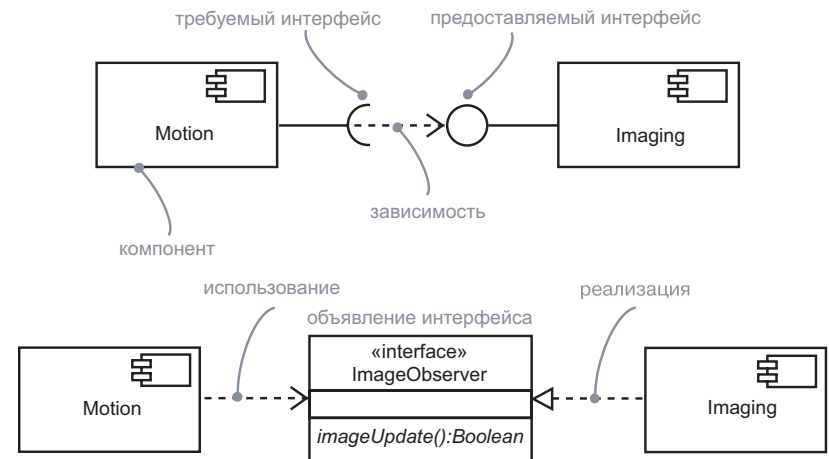 требуемый интерфейс
предоставляемый интерфейс
Motion
Imaging
зависимость
компонент
использование
реализация
объявление интерфейса
«interface»
ImageObserver
Motion
Imaging
imageUpdate():Boolean